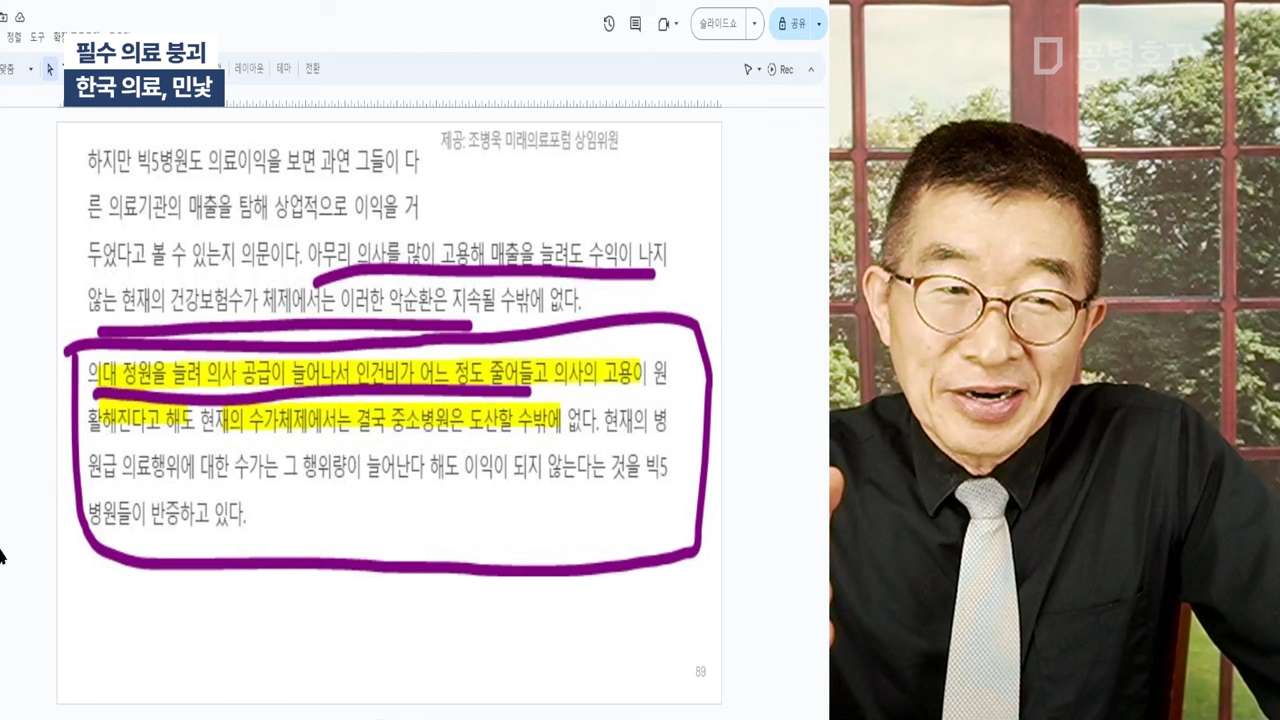 정렬
도구
필수 의료 붕괴
한국 의료, 민낯
슬라이드쇼
공유
맞춤
레이아웃
테마
전환
Rec
공병호TV
제공: 조병욱 미래의료포럼 상임위원
하지만 빅5병원도 의료이익을 보면 과연 그들이 다
른 의료기관의 매출을 탐해 상업적으로 이익을 거
두었다고 볼 수 있는지 의문이다. 아무리 의사를 많이 고용해 매출을 늘려도 수익이 나지
않는 현재의 건강보험수가 체제에서는 이러한 악순환은 지속될 수밖에 없다.
의대 정원을 늘려 의사 공급이 늘어나서 인건비가 어느 정도 줄어들고 의사의 고용이 원
활해진다고 해도 현재의 수가체제에서는 결국 중소병원은 도산할 수밖에 없다. 현재의 병
원급 의료행위에 대한 수가는 그 행위량이 늘어난다 해도 이익이 되지 않는다는 것을 빅5
병원들이 반증하고 있다.
89